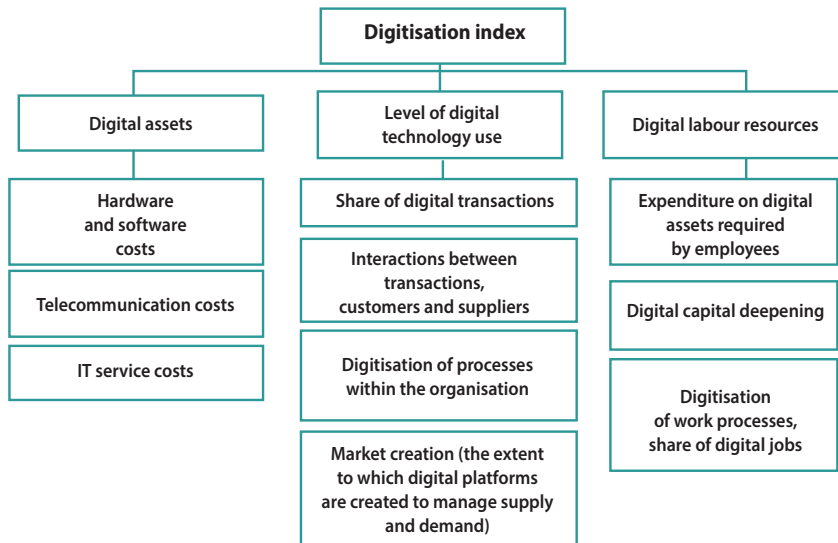 Digitisation index
Digital assets
Hardware
and software
costs
Telecommunication costs
IT service costs
Level of digital
technology use
Share of digital transactions
Interactions between
transactions,
customers and suppliers
Digitisation of processes
within the organisation
Market creation (the extent
to which digital platforms
are created to manage supply
and demand)
Digital labour resources
Expenditure on digital
assets required
by employees
Digital capital deepening
Digitisation
of work processes,
share of digital jobs